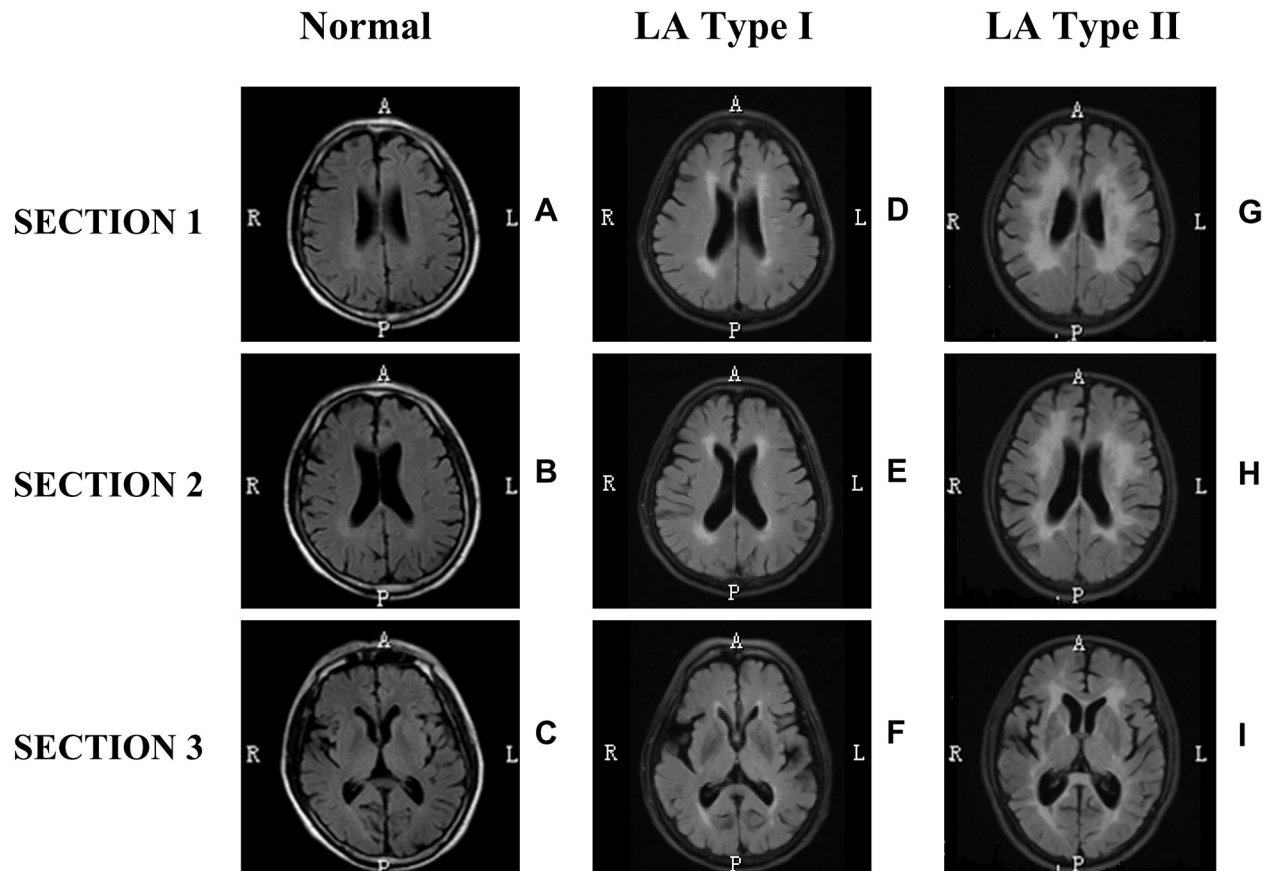 Normal LA Type I LA Type II
A A A
SECTION 1 R L A R L D R L G
P P P
A A A
SECTION 2 R L B R L E R L H
P P P
A A A
SECTION 3 R L C R L F R L I
P P P